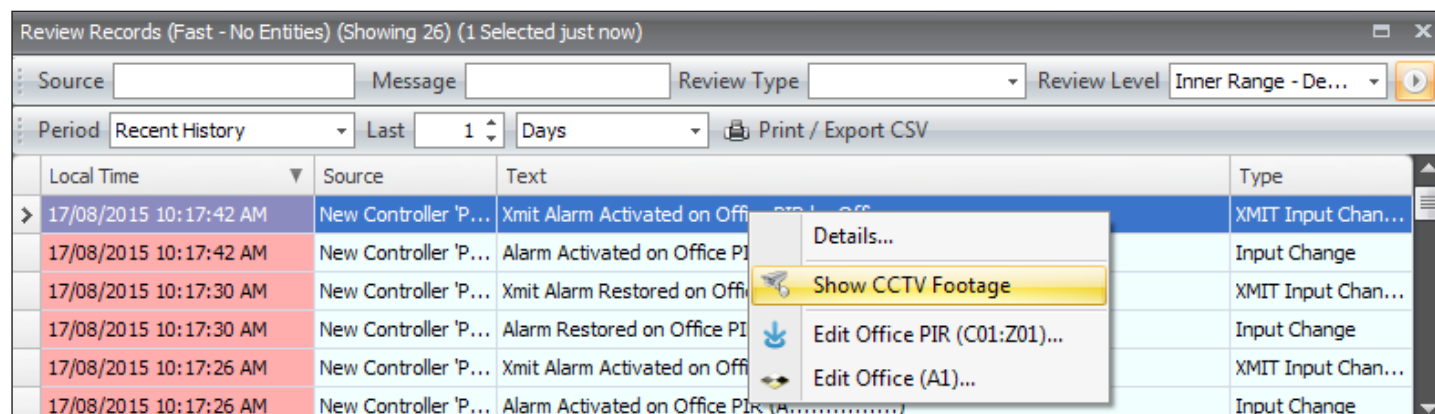 Review Records (Fast - No Entities) (Showing 26) (1 Selected just now)
Source Message Review Type Review Level Inner Range - De...
Period Recent History Last 1 Days Print / Export CSV
Local Time Source Text Type
17/08/2015 10:17:42 AM New Controller 'P... Xmit Alarm Activated on Office PIR by Off XMIT Input Chan...
Details...
17/08/2015 10:17:42 AM New Controller 'P... Alarm Activated on Office PI Input Change
Show CCTV Footage
17/08/2015 10:17:30 AM New Controller 'P... Xmit Alarm Restored on Offi XMIT Input Chan...
17/08/2015 10:17:30 AM New Controller 'P... Alarm Restored on Office PI Input Change
Edit Office PIR (C01:Z01)...
17/08/2015 10:17:26 AM New Controller 'P... Xmit Alarm Activated on Offi XMIT Input Chan...
Edit Office (A1)...
17/08/2015 10:17:26 AM New Controller 'P... Alarm Activated on Office PIR Input Change